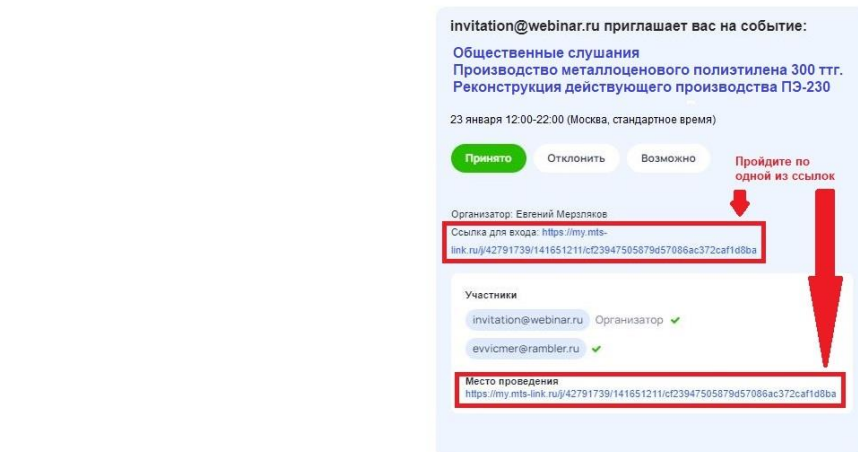 invitation@webinar.ru приглашает вас на событие:
Общественные слушания
Производство металлоценового полиэтилена 300 ттг.
Реконструкция действующего производства ПЭ-230
23 января 12:00-22:00 (Москва, стандартное время)
Принято Отклонить Возможно
Пройдите по
одной из ссылок
Организатор: Евгений Мерзляков
Ссылка для входа: https://my.mts-
link.ru/j/42791739/141651211/cf23947505879d57086ac372caf1d8ba
Участники
invitation@webinar.ru Организатор
evvicmer@rambler.ru
Место проведения
https://my.mts-link.ru/j/42791739/141651211/cf23947505879d57086ac372caf1d8ba